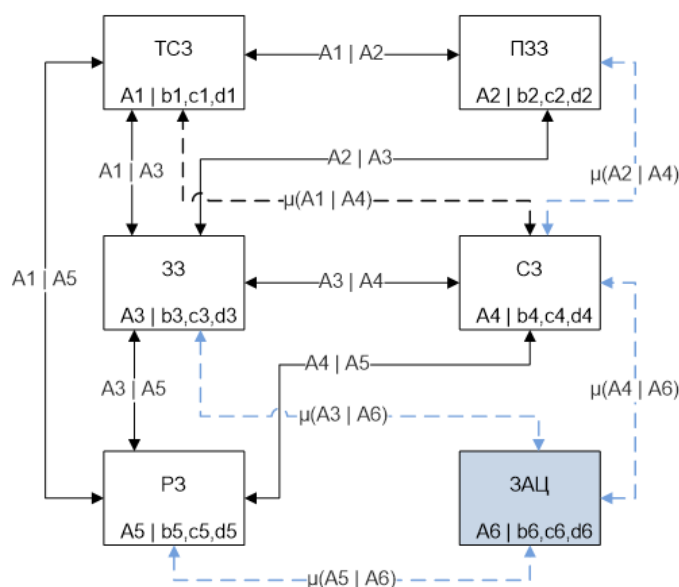 ТСЗ
A1 | b1,c1,d1
A1 | A2
ПЗЗ
A2 | b2,c2,d2
A1 | A3
A2 | A3
μ(A2 | A4)
μ(A1 | A4)
A1 | A5
ЗЗ
A3 | b3,c3,d3
A3 | A4
СЗ
A4 | b4,c4,d4
A3 | A5
A4 | A5
μ(A4 | A6)
μ(A3 | A6)
РЗ
A5 | b5,c5,d5
ЗАЦ
A6 | b6,c6,d6
μ(A5 | A6)